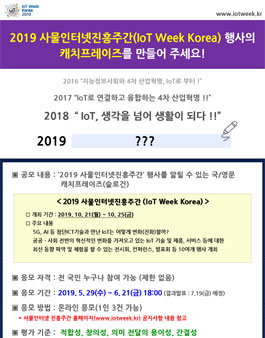 IoT Week
Korea
2019
www.iotweek.kr
2019 사물인터넷진흥주간(IoT Week Korea) 행사의
캐치프레이즈를 만들어 주세요!
2016 "지능정보사회와 4차 산업혁명, IoT로 부터 !"
2017 "IoT로 연결하고 융합하는 4차 산업혁명 !!"
2018 “ IoT, 생각을 넘어 생활이 되다 !!”
2019 ???
▣ 공모 내용 : ‘2019 사물인터넷진흥주간’ 행사를 알릴 수 있는 국/영문
캐치프레이즈(슬로건)
< 2019 사물인터넷진흥주간 (IoT Week Korea) >
□ 개최 기간 : 2019, 10, 21(월) ~ 10, 25(금)
□ 주요 내용
5G, AI 등 첨단ICT기술과 만난 IoT는 어떻게 변화(진화)할까?
공공ㆍ사회 전반의 혁신적인 변화를 가져오고 있는 IoT 기술 및 제품, 서비스 등에 대한
최신 동향 파악 및 체험을 할 수 있는 전시회, 컨퍼런스, 발표회 등 10여개 행사 개최
▣ 응모 자격 : 전 국민 누구나 참여 가능 (제한 없음)
▣ 응모 기간 : 2019, 5, 29(수) ~ 6, 21(금) 18:00 (결과발표 : 7,19(금) 예정)
▣ 응모 방법 : 온라인 응모(1인 3건 가능)
* 사물인터넷 진흥주간 홈페이지(www.iotweek.kr) 공지사항 내용 참고
▣ 평가 기준 : 적합성, 창의성, 의미 전달의 용이성, 간결성